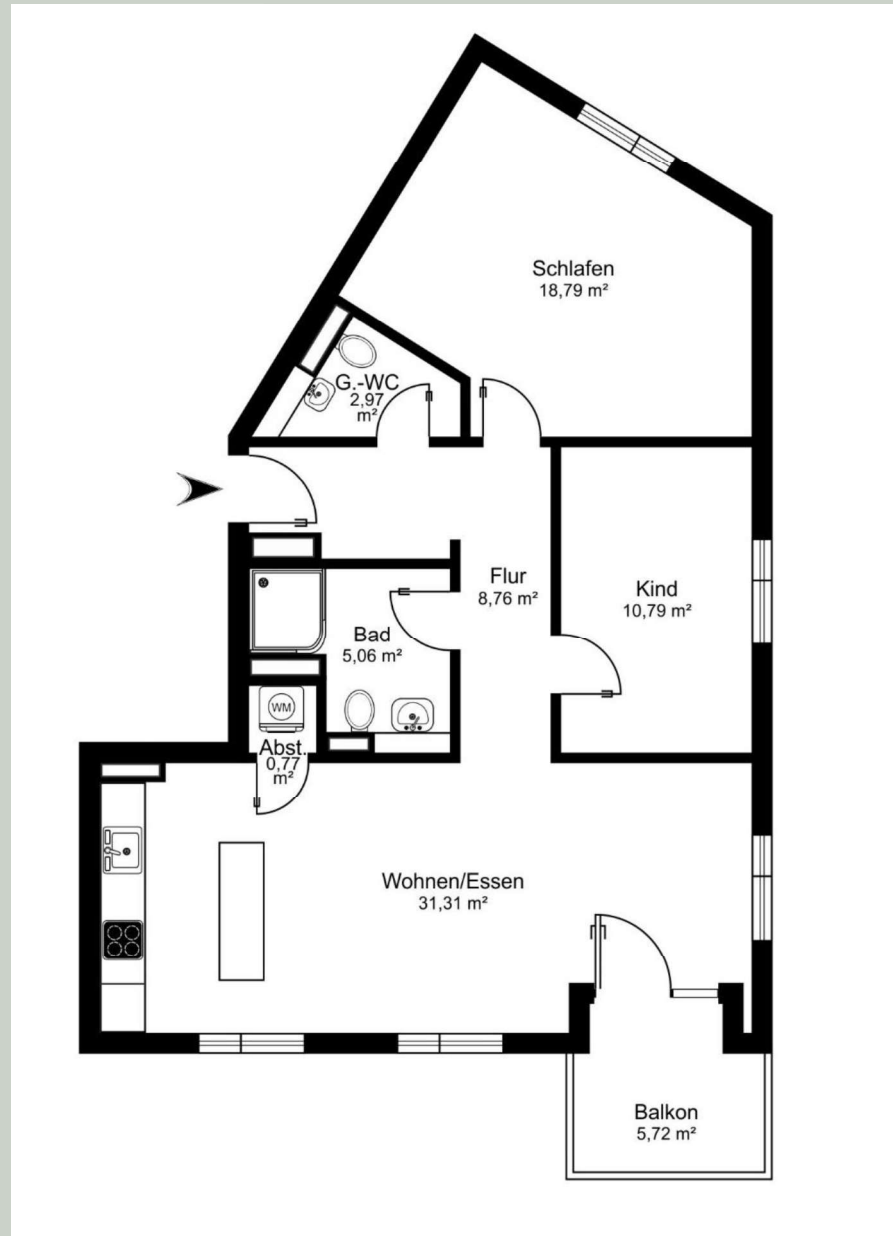 Schlafen
18,79 m²
G.-WC
2,97
m²
Flur
8,76 m²
Kind
10,79 m²
Bad
5,06 m²
WM
Abst.
0,77
m²
Wohnen/Essen
31,31 m²
Balkon
5,72 m²